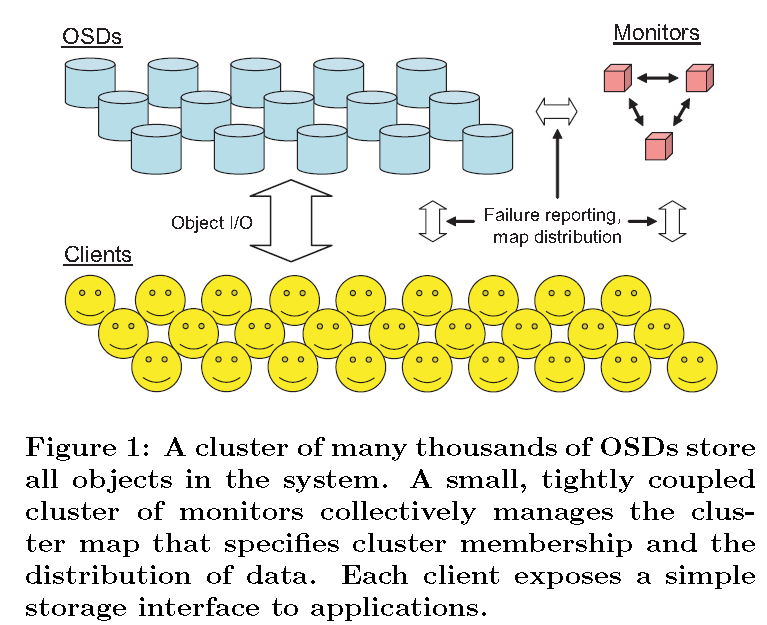 OSDs
Monitors
Object I/O
Failure reporting,
map distribution
Clients
Figure 1: A cluster of many thousands of OSDs store
all objects in the system. A small, tightly coupled
cluster of monitors collectively manages the clus-
ter map that specifies cluster membership and the
distribution of data. Each client exposes a simple
storage interface to applications.